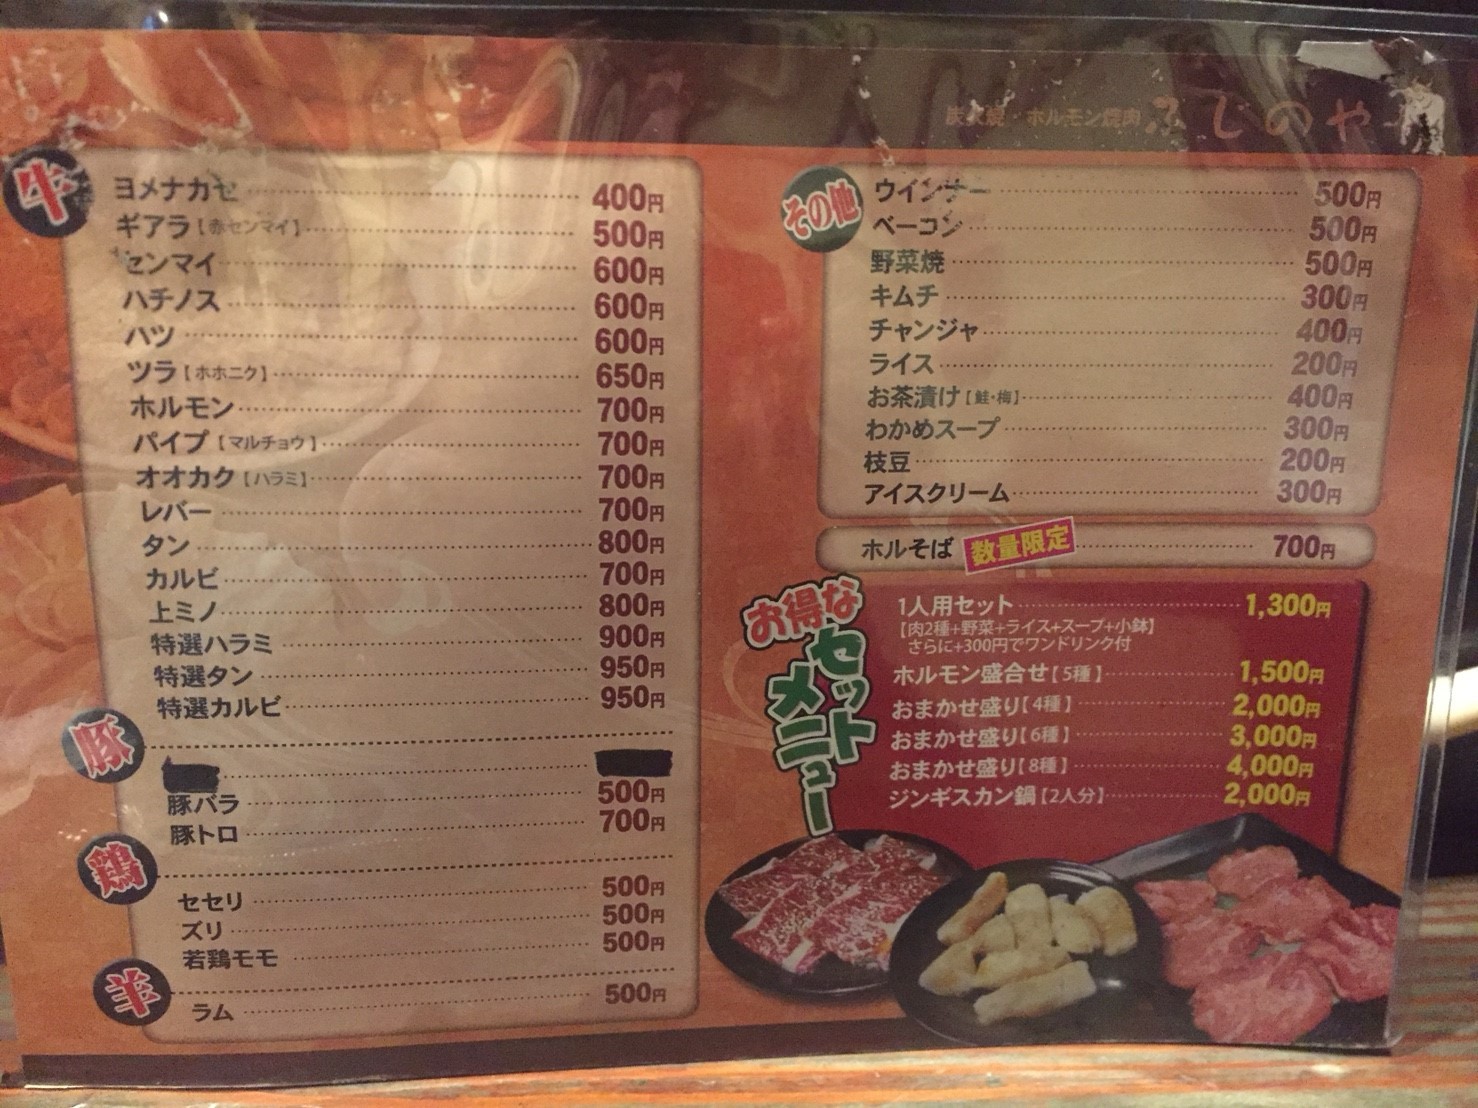 炭火焼・ホルモン焼肉 ふじのや
牛
ヨメナカセ 400円
ギアラ【赤センマイ】 500円
センマイ 600円
ハチノス 600円
ハツ 600円
ツラ【ホホニク】 650円
ホルモン 700円
パイプ【マルチョウ】 700円
オオカク【ハラミ】 700円
レバー 700円
タン 800円
カルビ 700円
上ミノ 800円
特選ハラミ 900円
特選タン 950円
特選カルビ 950円
豚
豚バラ 500円
豚トロ 700円
鶏
セセリ 500円
ズリ 500円
若鶏モモ 500円
羊
ラム 500円
その他
ウインナー 500円
ベーコン 500円
野菜焼 500円
キムチ 300円
チャンジャ 400円
ライス 200円
お茶漬け【鮭・梅】 400円
わかめスープ 300円
枝豆 200円
アイスクリーム 300円
ホルそば 数量限定 700円
お得な
セット
メニュー
1人用セット 1,300円
【肉2種+野菜+ライス+スープ+小鉢】
さらに+300円でワンドリンク付
ホルモン盛合せ【5種】 1,500円
おまかせ盛り【4種】 2,000円
おまかせ盛り【6種】 3,000円
おまかせ盛り【8種】 4,000円
ジンギスカン鍋【2人分】 2,000円